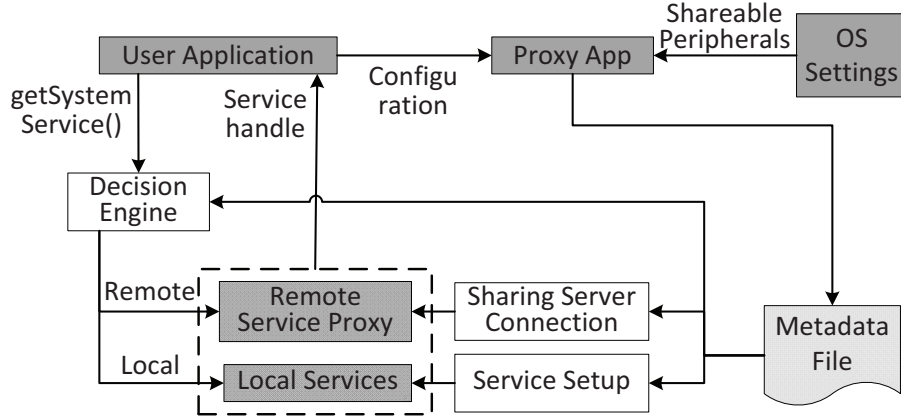 Shareable
Peripherals
OS
Settings
User Application
Proxy App
Configu
ration
getSystem
Service()
Service
handle
Decision
Engine
Remote
Remote
Service Proxy
Sharing Server
Connection
Metadata
File
Local
Local Services
Service Setup